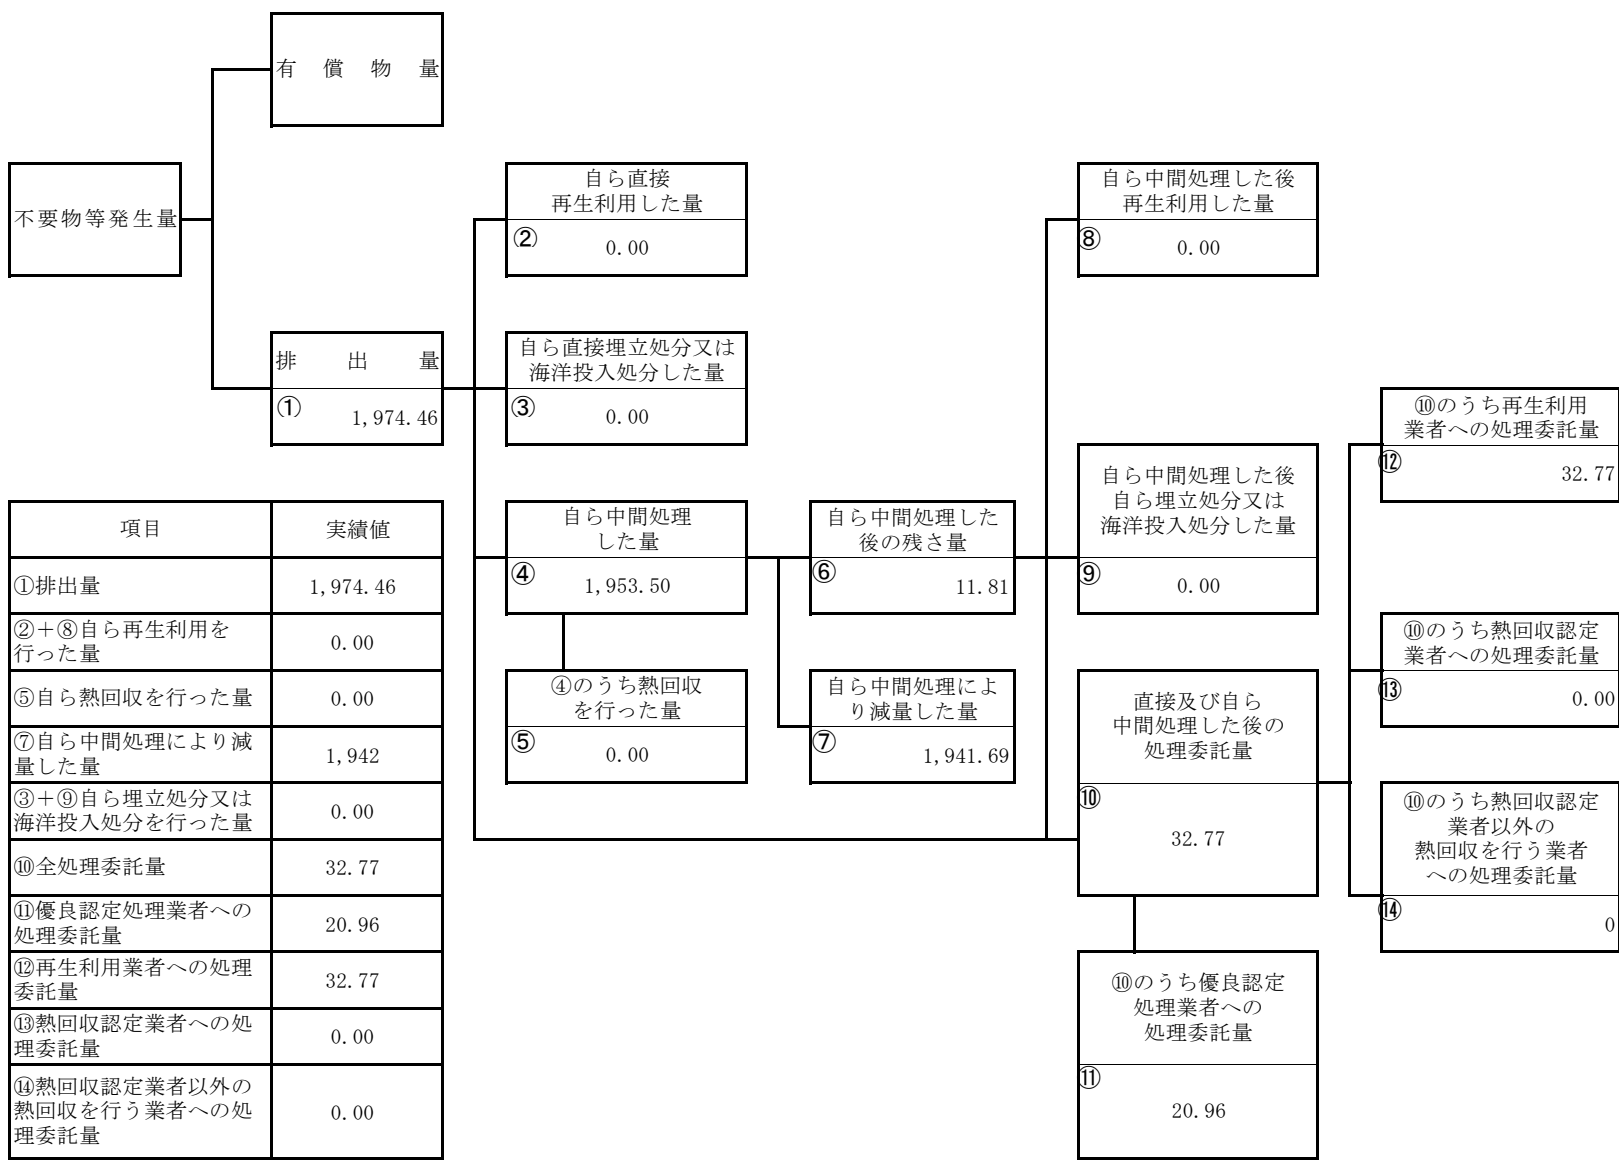 有償物量
不要物等発生量
排出量
① 1,974.46
自ら直接
再生利用した量
② 0.00
自ら直接埋立処分又は
海洋投入処分した量
③ 0.00
自ら中間処理
した量
④ 1,953.50
④のうち熱回収
を行った量
⑤ 0.00
自ら中間処理した
後の残さ量
⑥ 11.81
自ら中間処理によ
り減量した量
⑦ 1,941.69
自ら中間処理した後
再生利用した量
⑧ 0.00
自ら中間処理した後
自ら埋立処分又は
海洋投入処分した量
⑨ 0.00
直接及び自ら
中間処理した後の
処理委託量
⑩
32.77
⑩のうち優良認定
処理業者への
処理委託量
⑪
20.96
⑩のうち再生利用
業者への処理委託量
⑫ 32.77
⑩のうち熱回収認定
業者への処理委託量
⑬ 0.00
⑩のうち熱回収認定
業者以外の
熱回収を行う業者
への処理委託量
⑭ 0
項目 実績値
①排出量 1,974.46
②+⑧自ら再生利用を
行った量 0.00
⑤自ら熱回収を行った量 0.00
⑦自ら中間処理により減
量した量 1,942
③+⑨自ら埋立処分又は
海洋投入処分を行った量 0.00
⑩全処理委託量 32.77
⑪優良認定処理業者への
処理委託量 20.96
⑫再生利用業者への処理
委託量 32.77
⑬熱回収認定業者への処
理委託量 0.00
⑭熱回収認定業者以外の
熱回収を行う業者への処
理委託量 0.00